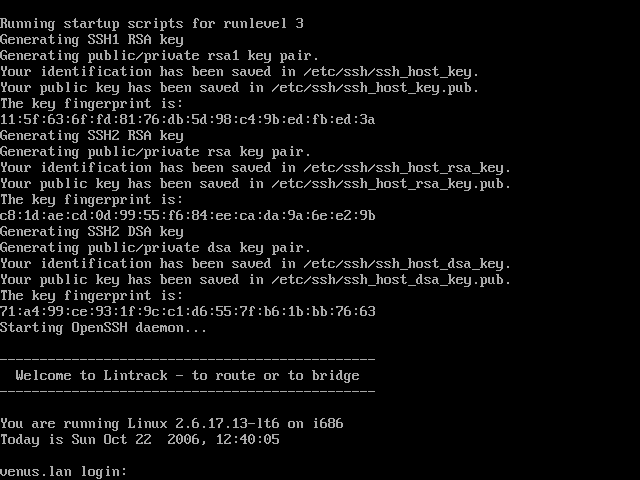 Running startup scripts for runlevel 3
Generating SSH1 RSA key
Generating public/private rsa1 key pair.
Your identification has been saved in /etc/ssh/ssh_host_key.
Your public key has been saved in /etc/ssh/ssh_host_key.pub.
The key fingerprint is:
11:5f:63:6f:fd:81:76:db:5d:98:c4:9b:ed:fb:ed:3a
Generating SSH2 RSA key
Generating public/private rsa key pair.
Your identification has been saved in /etc/ssh/ssh_host_rsa_key.
Your public key has been saved in /etc/ssh/ssh_host_rsa_key.pub.
The key fingerprint is:
c8:1d:ae:cd:0d:99:55:f6:84:ee:ca:da:9a:6e:e2:9b
Generating SSH2 DSA key
Generating public/private dsa key pair.
Your identification has been saved in /etc/ssh/ssh_host_dsa_key.
Your public key has been saved in /etc/ssh/ssh_host_dsa_key.pub.
The key fingerprint is:
71:a4:99:ce:93:1f:9c:c1:d6:55:7f:b6:1b:bb:76:63
Starting OpenSSH daemon...
-----------------------------------------------
Welcome to Lintrack - to route or to bridge
-----------------------------------------------
You are running Linux 2.6.17.13-lt6 on i686
Today is Sun Oct 22  2006, 12:40:05
venus.lan login: